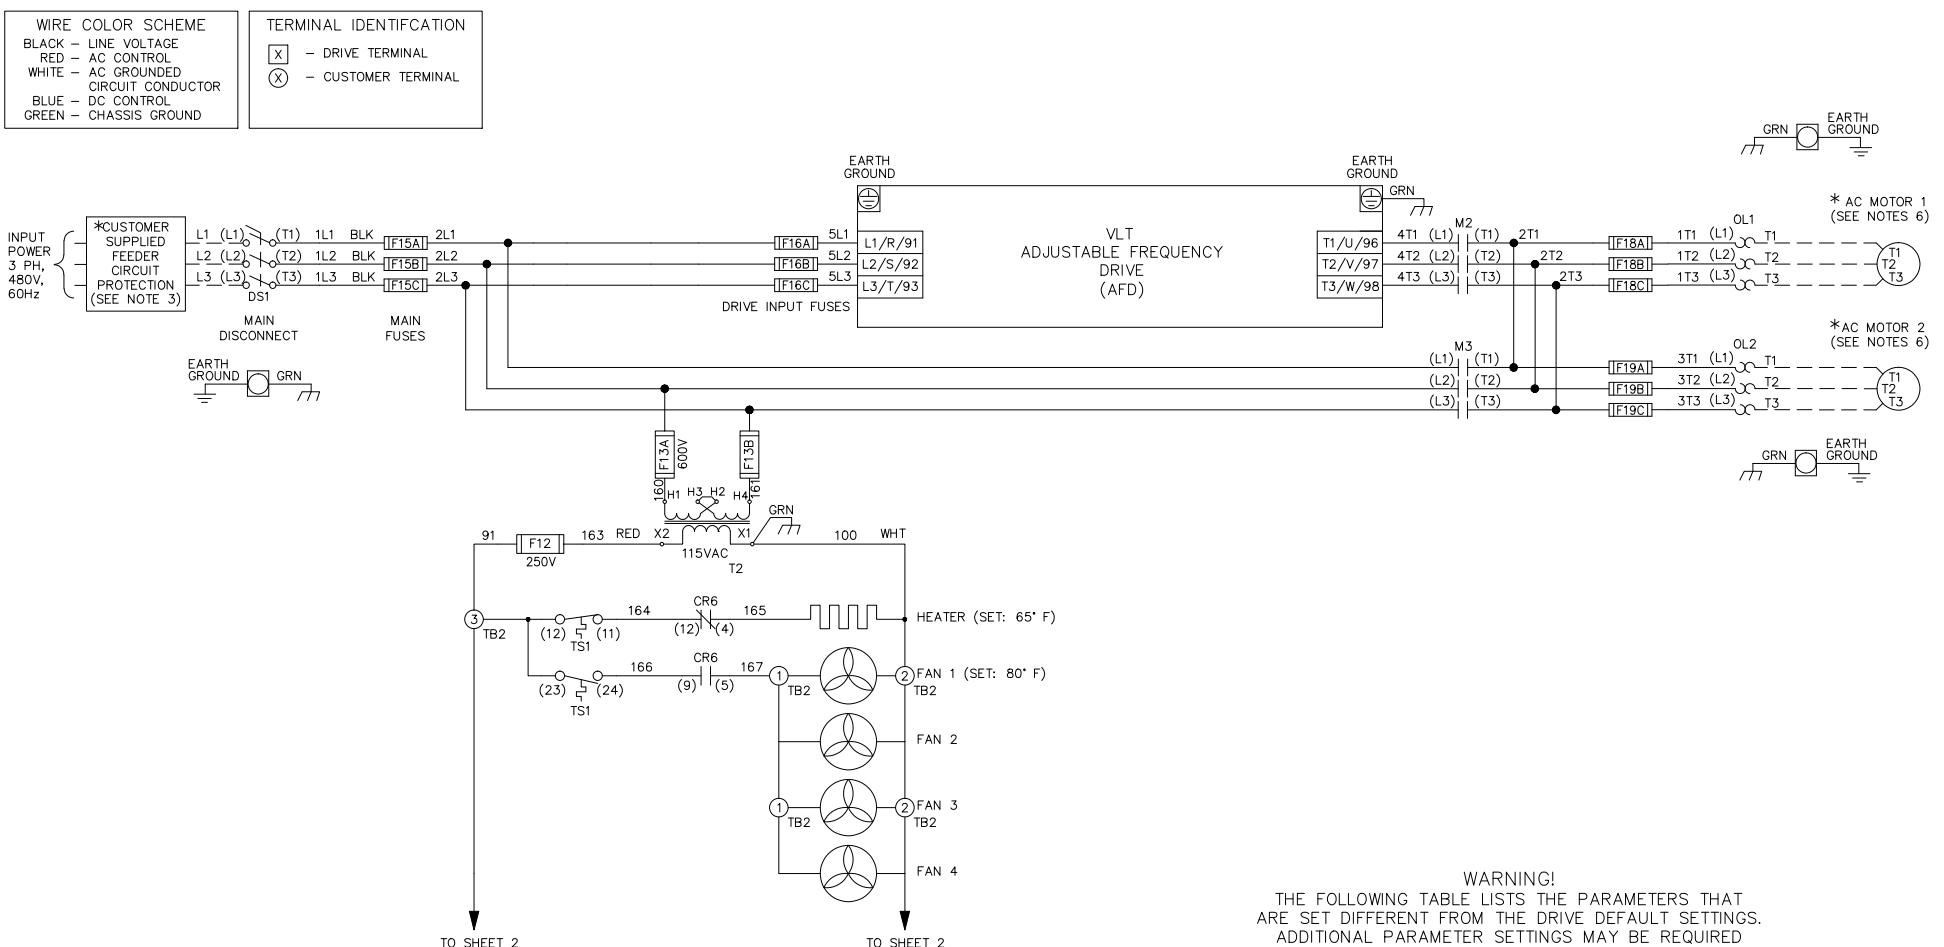 WIRE COLOR SCHEME
BLACK – LINE VOLTAGE
RED – AC CONTROL
WHITE – AC GROUNDED
CIRCUIT CONDUCTOR
BLUE – DC CONTROL
GREEN – CHASSIS GROUND
TERMINAL IDENTIFCATION
X – DRIVE TERMINAL
X – CUSTOMER TERMINAL
INPUT
POWER
3 PH,
480V,
60Hz
*CUSTOMER
SUPPLIED
FEEDER
CIRCUIT
PROTECTION
(SEE NOTE 3)
L1 (L1) (T1) 1L1 BLK F15A 2L1
L2 (L2) (T2) 1L2 BLK F15B 2L2
L3 (L3) (T3) 1L3 BLK F15C 2L3
DS1
MAIN
DISCONNECT
MAIN
FUSES
EARTH
GROUND GRN
F16A 5L1 L1/R/91
F16B 5L2 L2/S/92
F16C 5L3 L3/T/93
DRIVE INPUT FUSES
EARTH
GROUND
VLT
ADJUSTABLE FREQUENCY
DRIVE
(AFD)
EARTH
GROUND
GRN
M2
T1/U/96 4T1 (L1) (T1) 2T1 F18A 1T1 (L1) T1
T2/V/97 4T2 (L2) (T2) 2T2 F18B 1T2 (L2) T2
T3/W/98 4T3 (L3) (T3) 2T3 F18C 1T3 (L3) T3
OL1
GRN EARTH
GROUND
* AC MOTOR 1
(SEE NOTES 6)
T1
T2
T3
M3
(L1) (T1) F19A 3T1 (L1) T1
(L2) (T2) F19B 3T2 (L2) T2
(L3) (T3) F19C 3T3 (L3) T3
OL2
*AC MOTOR 2
(SEE NOTES 6)
T1
T2
T3
GRN EARTH
GROUND
F13A
600V
F13B
160
161
H1 H3 H2 H4
GRN
91 F12 163 RED X2 X1 100 WHT
250V
115VAC
T2
3
TB2
(12) (11)
TS1
164
CR6
(12) (4)
165
HEATER (SET: 65° F)
(23) (24)
TS1
166
CR6
(9) (5)
167
1
TB2
2
TB2
FAN 1 (SET: 80° F)
FAN 2
1
TB2
2
TB2
FAN 3
FAN 4
TO SHEET 2
TO SHEET 2
WARNING!
THE FOLLOWING TABLE LISTS THE PARAMETERS THAT
ARE SET DIFFERENT FROM THE DRIVE DEFAULT SETTINGS.
ADDITIONAL PARAMETER SETTINGS MAY BE REQUIRED